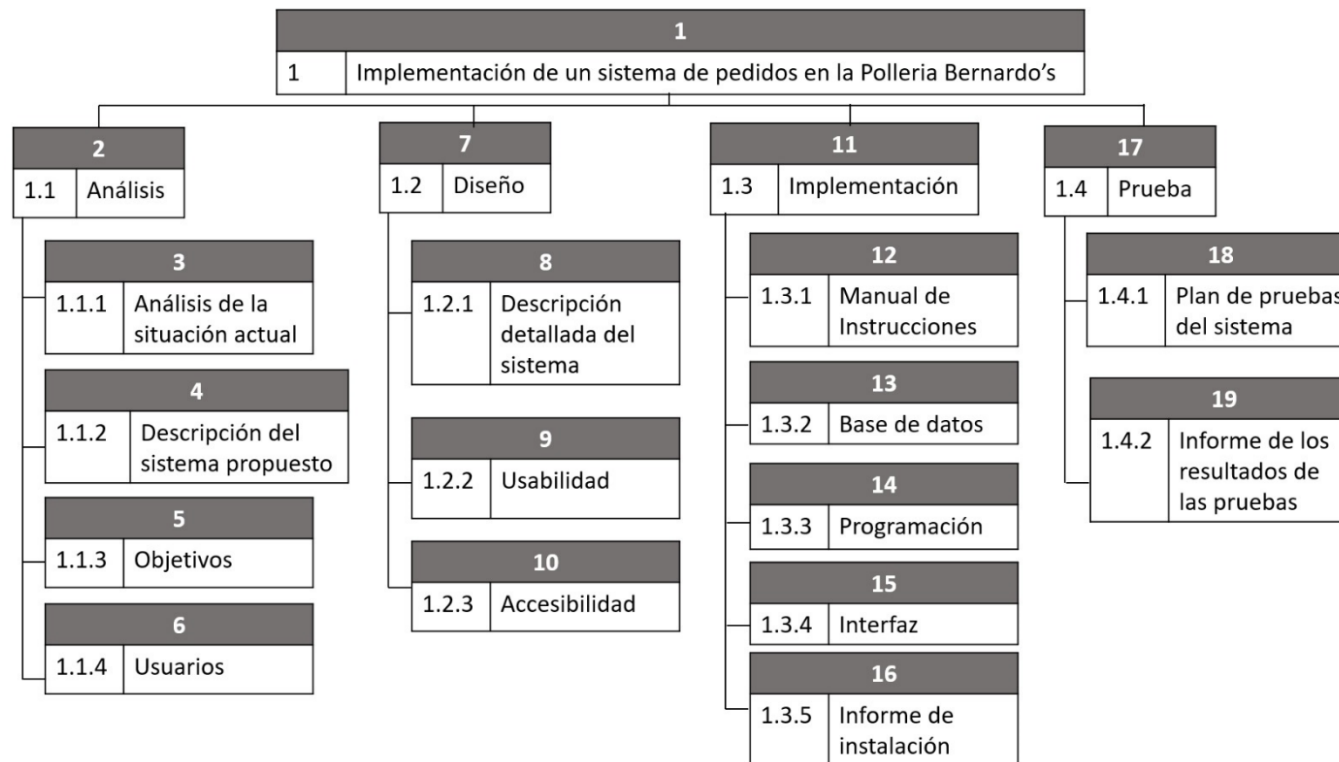 1
1 Implementación de un sistema de pedidos en la Polleria Bernardo's
2
1.1 Análisis
3
1.1.1 Análisis de la
situación actual
4
1.1.2 Descripción del
sistema propuesto
5
1.1.3 Objetivos
6
1.1.4 Usuarios
7
1.2 Diseño
8
1.2.1 Descripción
detallada del
sistema
9
1.2.2 Usabilidad
10
1.2.3 Accesibilidad
11
1.3 Implementación
12
1.3.1 Manual de
Instrucciones
13
1.3.2 Base de datos
14
1.3.3 Programación
15
1.3.4 Interfaz
16
1.3.5 Informe de
instalación
17
1.4 Prueba
18
1.4.1 Plan de pruebas
del sistema
19
1.4.2 Informe de los
resultados de
las pruebas